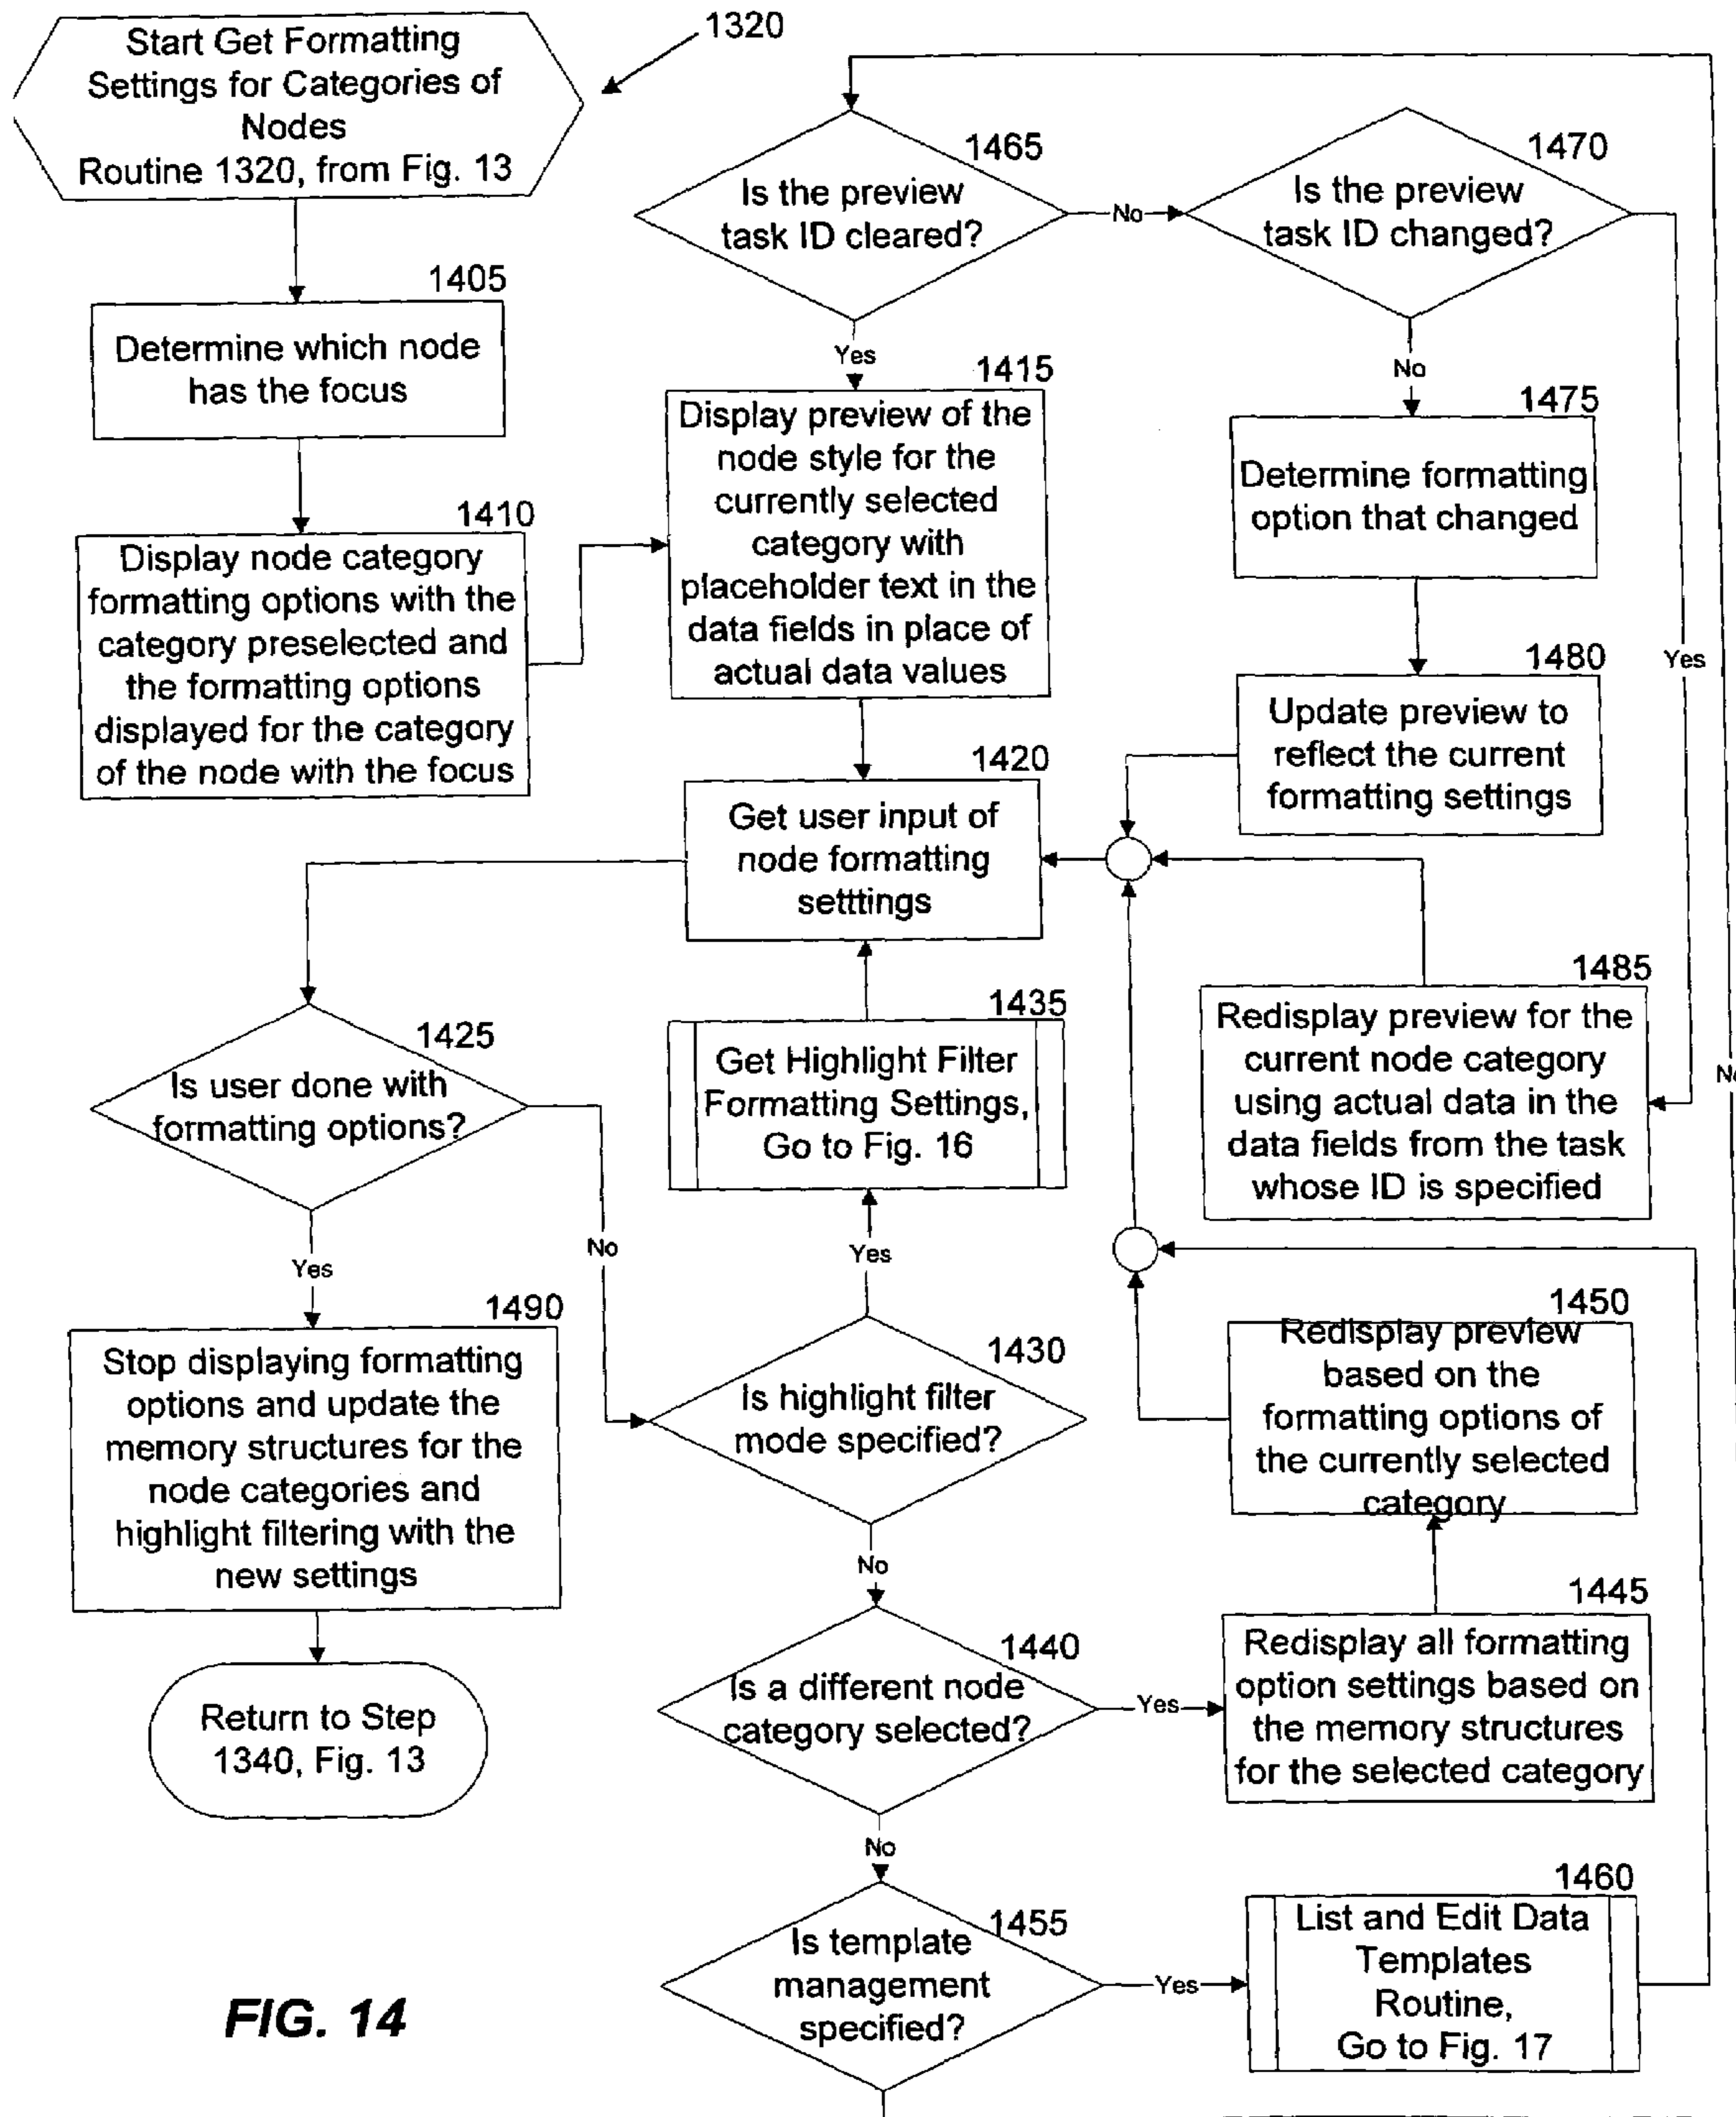 Start Get Formatting
Settings for Categories of
Nodes
Routine 1320, from Fig. 13
1320
1405
Determine which node
has the focus
1410
Display node category
formatting options with the
category preselected and
the formatting options
displayed for the category
of the node with the focus
1465
Is the preview
task ID cleared?
No
Yes
1470
Is the preview
task ID changed?
No
Yes
1415
Display preview of the
node style for the
currently selected
category with
placeholder text in the
data fields in place of
actual data values
1475
Determine formatting
option that changed
1480
Update preview to
reflect the current
formatting settings
1420
Get user input of
node formatting
setttings
1485
Redisplay preview for the
current node category
using actual data in the
data fields from the task
whose ID is specified
1425
Is user done with
formatting options?
No
Yes
1435
Get Highlight Filter
Formatting Settings,
Go to Fig. 16
Yes
1430
Is highlight filter
mode specified?
No
1490
Stop displaying formatting
options and update the
memory structures for the
node categories and
highlight filtering with the
new settings
Return to Step
1340, Fig. 13
1450
Redisplay preview
based on the
formatting options of
the currently selected
category
1440
Is a different node
category selected?
Yes
No
1445
Redisplay all formatting
option settings based on
the memory structures
for the selected category
1455
Is template
management
specified?
Yes
1460
List and Edit Data
Templates
Routine,
Go to Fig. 17
FIG. 14